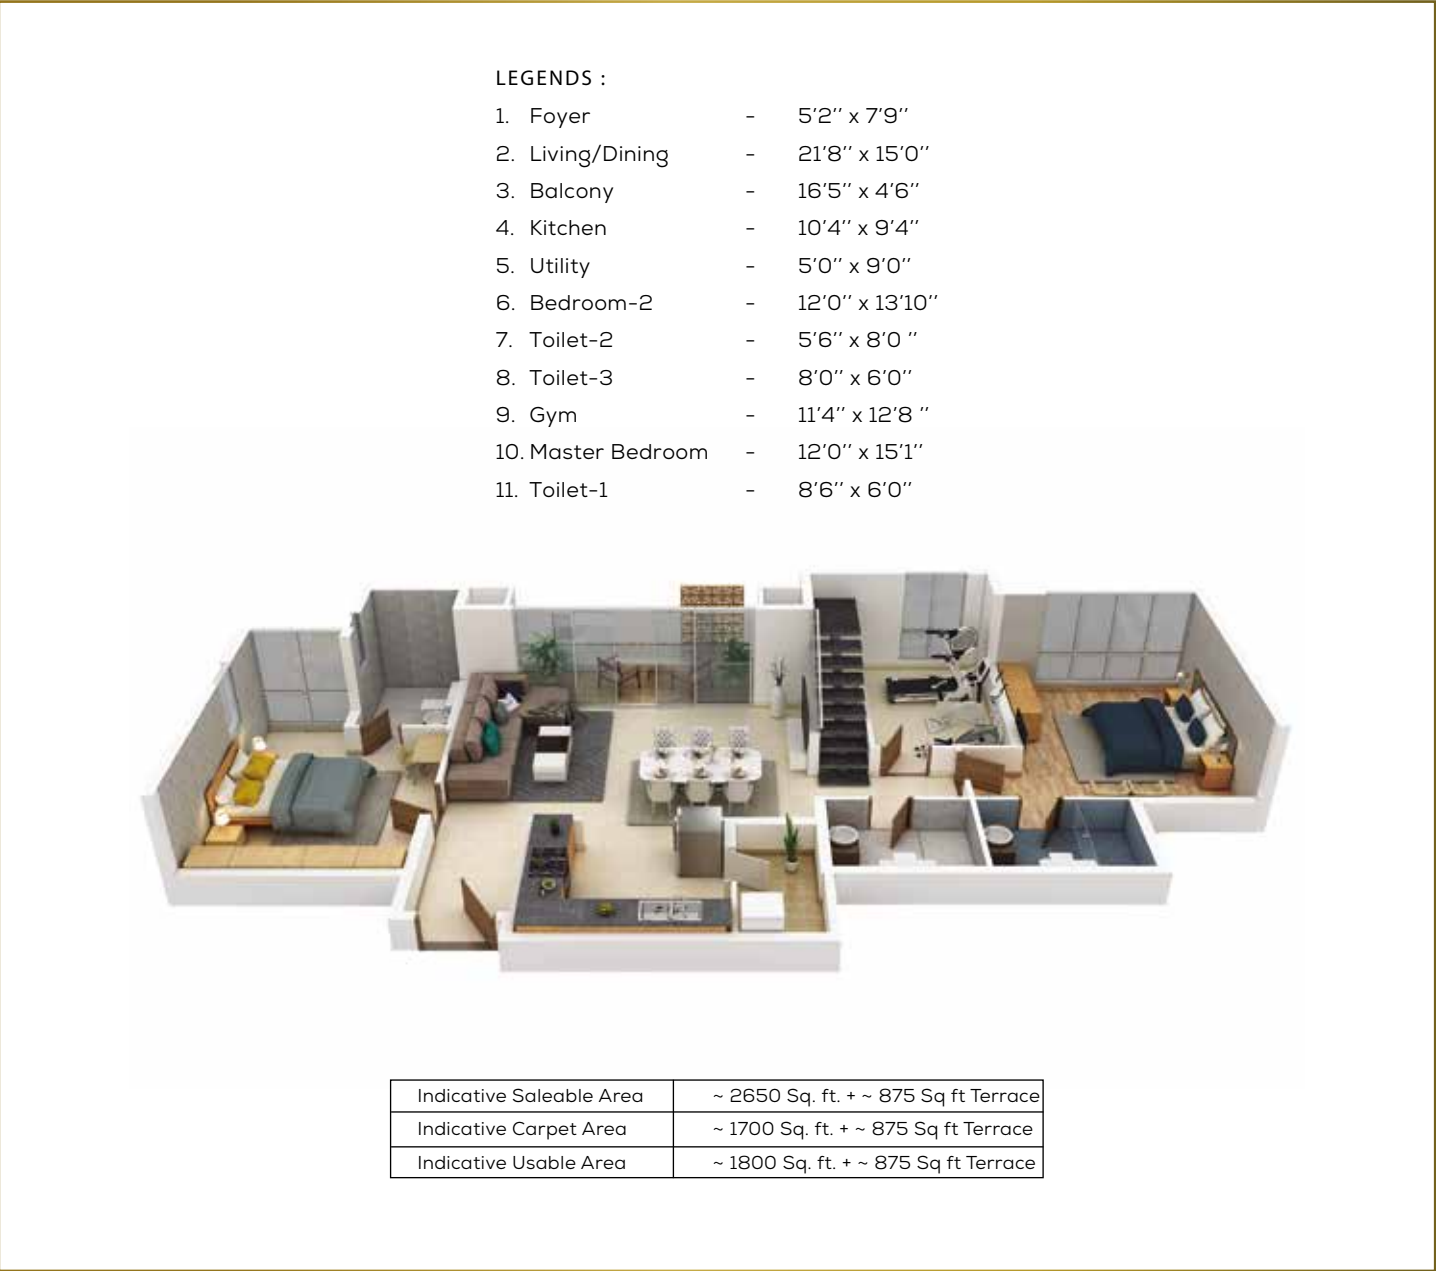 LEGENDS :
1. Foyer - 5'2'' x 7'9''
2. Living/Dining - 21'8'' x 15'0''
3. Balcony - 16'5'' x 4'6''
4. Kitchen - 10'4'' x 9'4''
5. Utility - 5'0'' x 9'0''
6. Bedroom-2 - 12'0'' x 13'10''
7. Toilet-2 - 5'6'' x 8'0 ''
8. Toilet-3 - 8'0'' x 6'0''
9. Gym - 11'4'' x 12'8 ''
10. Master Bedroom - 12'0'' x 15'1''
11. Toilet-1 - 8'6'' x 6'0''
Indicative Saleable Area ~ 2650 Sq. ft. + ~ 875 Sq ft Terrace
Indicative Carpet Area ~ 1700 Sq. ft. + ~ 875 Sq ft Terrace
Indicative Usable Area ~ 1800 Sq. ft. + ~ 875 Sq ft Terrace